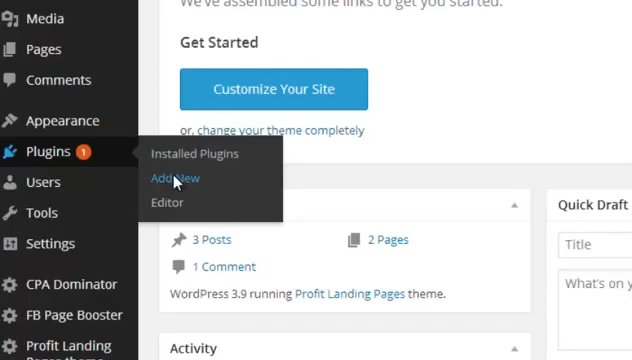 Media
Pages
Comments
Appearance
Plugins 1
Installed Plugins
Add New
Editor
Users
Tools
Settings
CPA Dominator
FB Page Booster
Profit Landing
Pages theme
We've assembled some links to get you started.
Get Started
Customize Your Site
or, change your theme completely
3 Posts
2 Pages
1 Comment
WordPress 3.9 running Profit Landing Pages theme.
Activity
Quick Draft
Title
What's on y